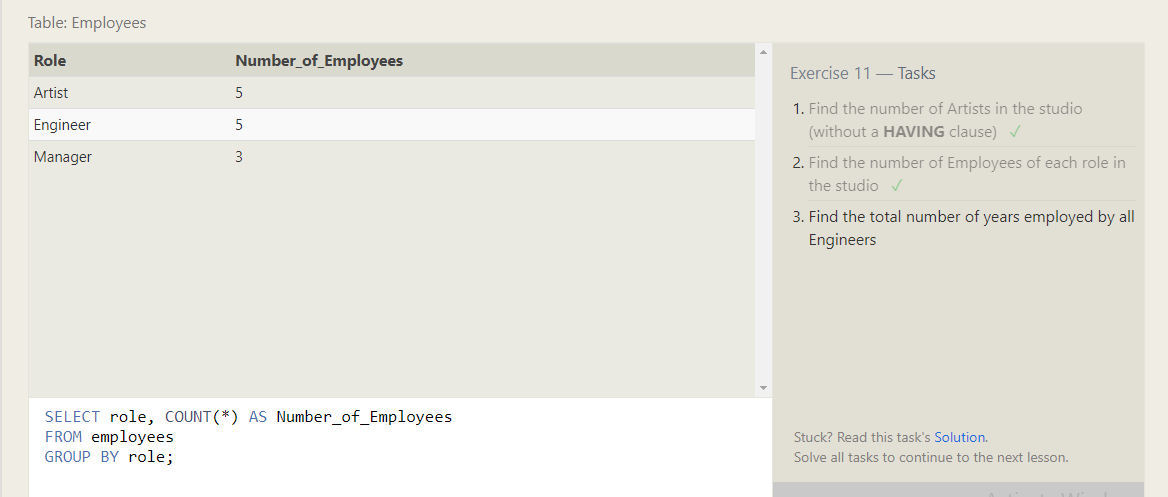 Table: Employees
Role Number_of_Employees
Artist 5
Engineer 5
Manager 3
SELECT role, COUNT(*) AS Number_of_Employees
FROM employees
GROUP BY role;
Exercise 11 — Tasks
1. Find the number of Artists in the studio
(without a HAVING clause) ✓
2. Find the number of Employees of each role in
the studio ✓
3. Find the total number of years employed by all
Engineers
Stuck? Read this task's Solution.
Solve all tasks to continue to the next lesson.